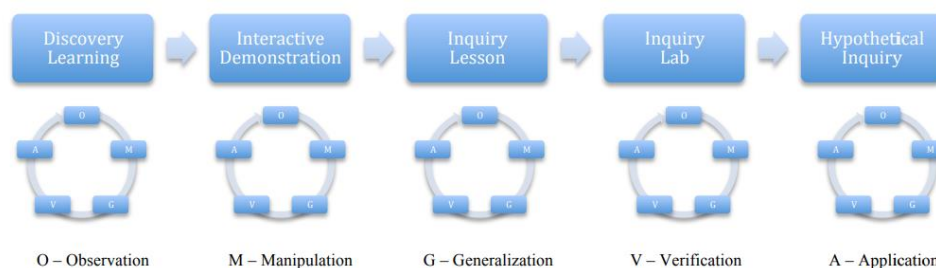 Discovery
Learning
Interactive
Demonstration
Inquiry
Lesson
Inquiry
Lab
Hypothetical
Inquiry
O
M
G
V
A
O
M
G
V
A
O
M
G
V
A
O
M
G
V
A
O
M
G
V
A
O – Observation
M – Manipulation
G – Generalization
V – Verification
A – Application